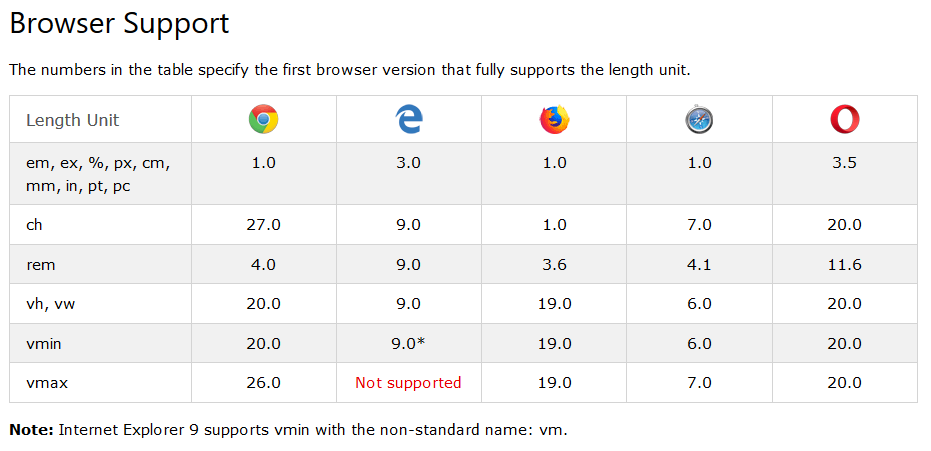 Browser Support
The numbers in the table specify the first browser version that fully supports the length unit.
Length Unit
em, ex, %, px, cm, 1.0 3.0 1.0 1.0 3.5
mm, in, pt, pc
ch 27.0 9.0 1.0 7.0 20.0
rem 4.0 9.0 3.6 4.1 11.6
vh, vw 20.0 9.0 19.0 6.0 20.0
vmin 20.0 9.0* 19.0 6.0 20.0
vmax 26.0 Not supported 19.0 7.0 20.0
Note: Internet Explorer 9 supports vmin with the non-standard name: vm.